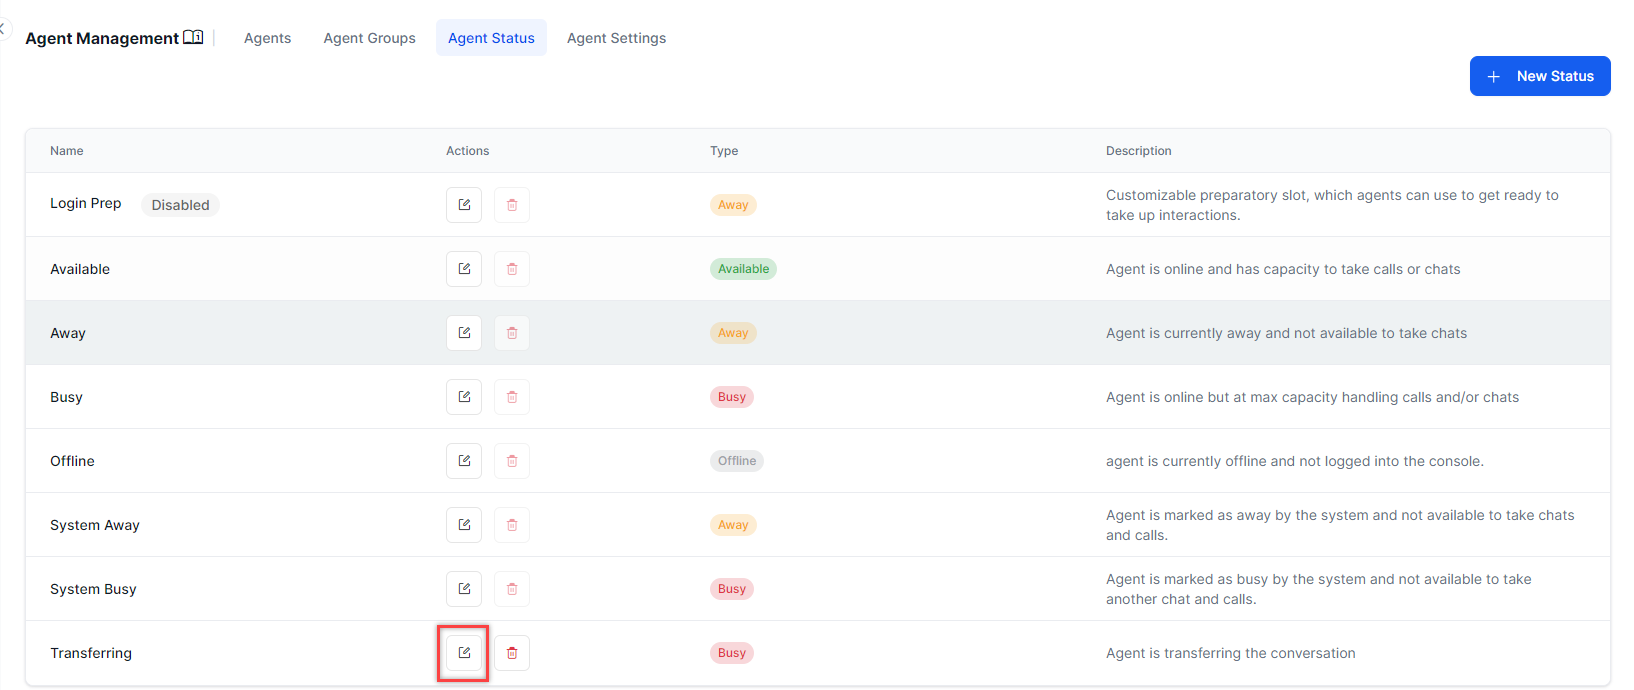 Agent Management
Agents
Agent Groups
Agent Status
Agent Settings
New Status
Name
Actions
Type
Description
Login Prep
Disabled
Away
Customizable preparatory slot, which agents can use to get ready to
take up interactions.
Available
Available
Agent is online and has capacity to take calls or chats
Away
Away
Agent is currently away and not available to take chats
Busy
Busy
Agent is online but at max capacity handling calls and/or chats
Offline
Offline
agent is currently offline and not logged into the console.
System Away
Away
Agent is marked as away by the system and not available to take chats
and calls.
System Busy
Busy
Agent is marked as busy by the system and not available to take
another chat and calls.
Transferring
Busy
Agent is transferring the conversation